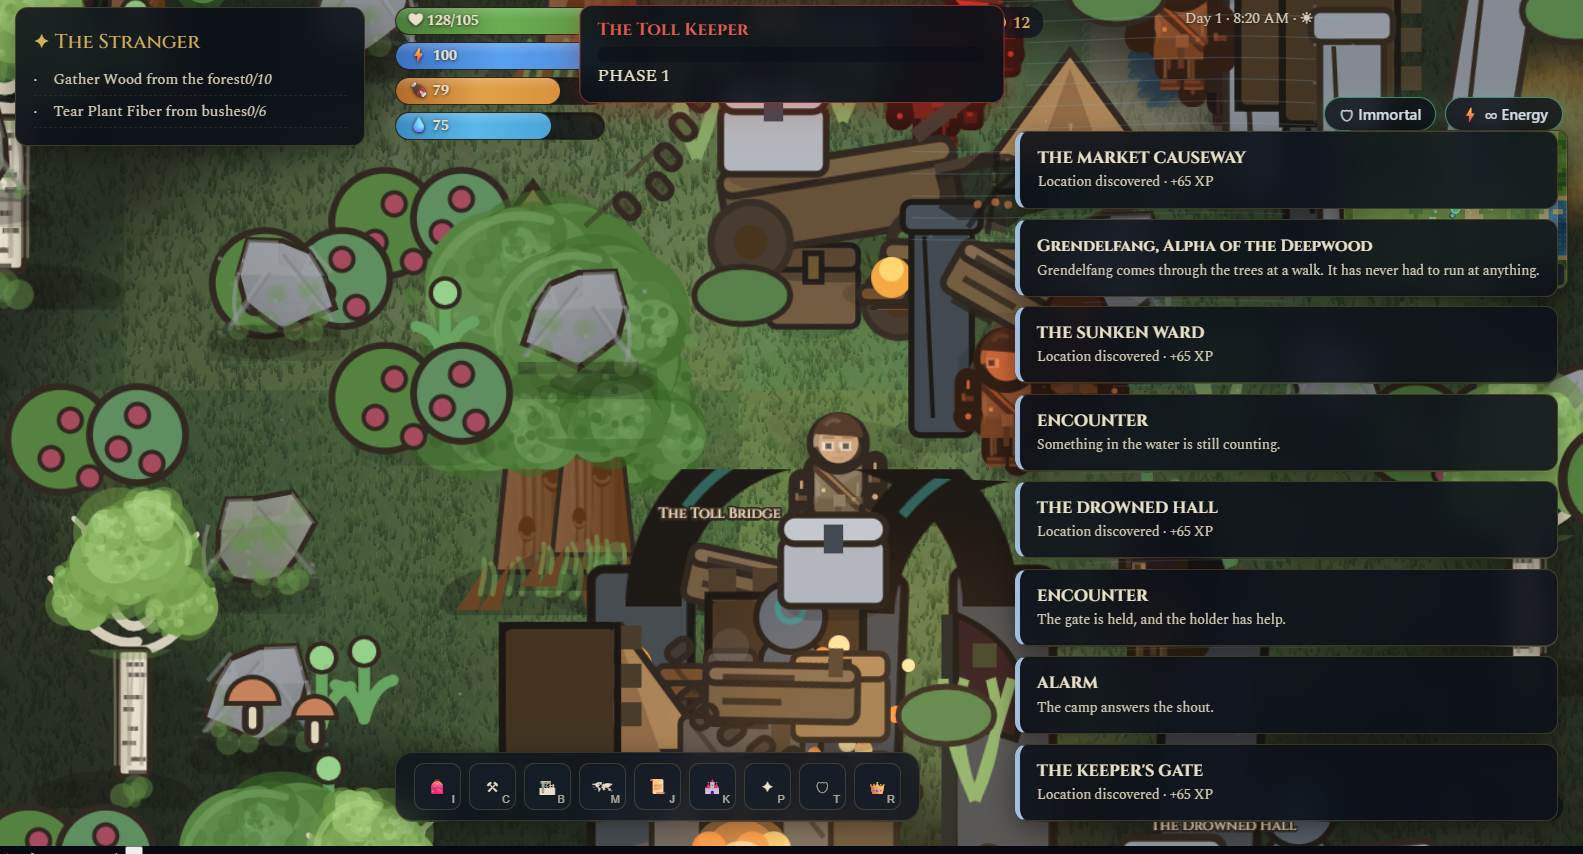 ✦ THE STRANGER
· Gather Wood from the forest0/10
· Tear Plant Fiber from bushes0/6
128/105
100
79
75
THE TOLL KEEPER
PHASE 1
12
Day 1 · 8:20 AM ·
Immortal
∞ Energy
THE MARKET CAUSEWAY
Location discovered · +65 XP
GRENDELFANG, ALPHA OF THE DEEPWOOD
Grendelfang comes through the trees at a walk. It has never had to run at anything.
THE SUNKEN WARD
Location discovered · +65 XP
ENCOUNTER
Something in the water is still counting.
THE DROWNED HALL
Location discovered · +65 XP
ENCOUNTER
The gate is held, and the holder has help.
ALARM
The camp answers the shout.
THE KEEPER'S GATE
Location discovered · +65 XP
THE TOLL BRIDGE
I
C
B
M
J
K
P
T
R
THE DROWNED HALL